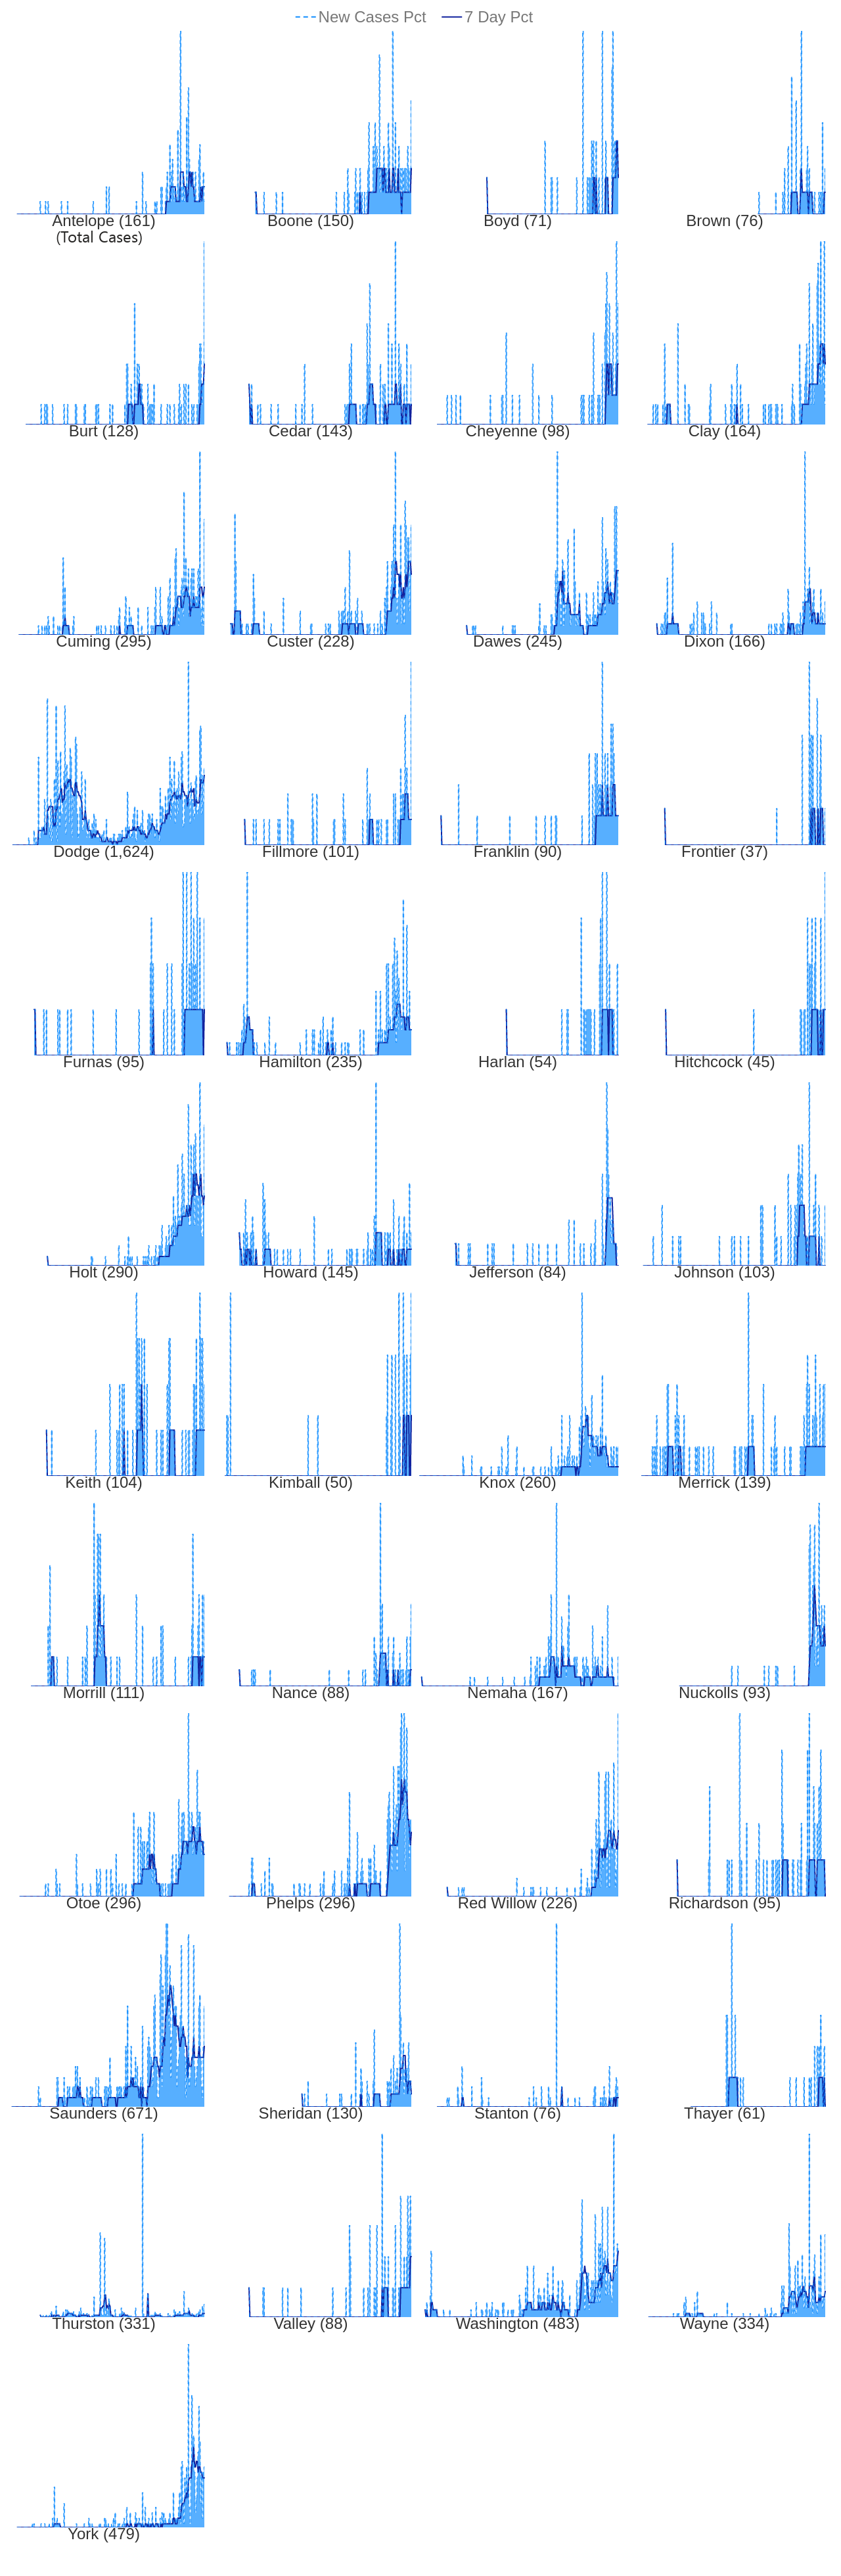 New Cases Pct 7 Day Pct
Antelope (161) Boone (150) Boyd (71) Brown (76)
(Total Cases)
Burt (128) Cedar (143) Cheyenne (98) Clay (164)
Cuming (295) Custer (228) Dawes (245) Dixon (166)
Dodge (1,624) Fillmore (101) Franklin (90) Frontier (37)
Furnas (95) Hamilton (235) Harlan (54) Hitchcock (45)
Holt (290) Howard (145) Jefferson (84) Johnson (103)
Keith (104) Kimball (50) Knox (260) Merrick (139)
Morrill (111) Nance (88) Nemaha (167) Nuckolls (93)
Otoe (296) Phelps (296) Red Willow (226) Richardson (95)
Saunders (671) Sheridan (130) Stanton (76) Thayer (61)
Thurston (331) Valley (88) Washington (483) Wayne (334)
York (479)